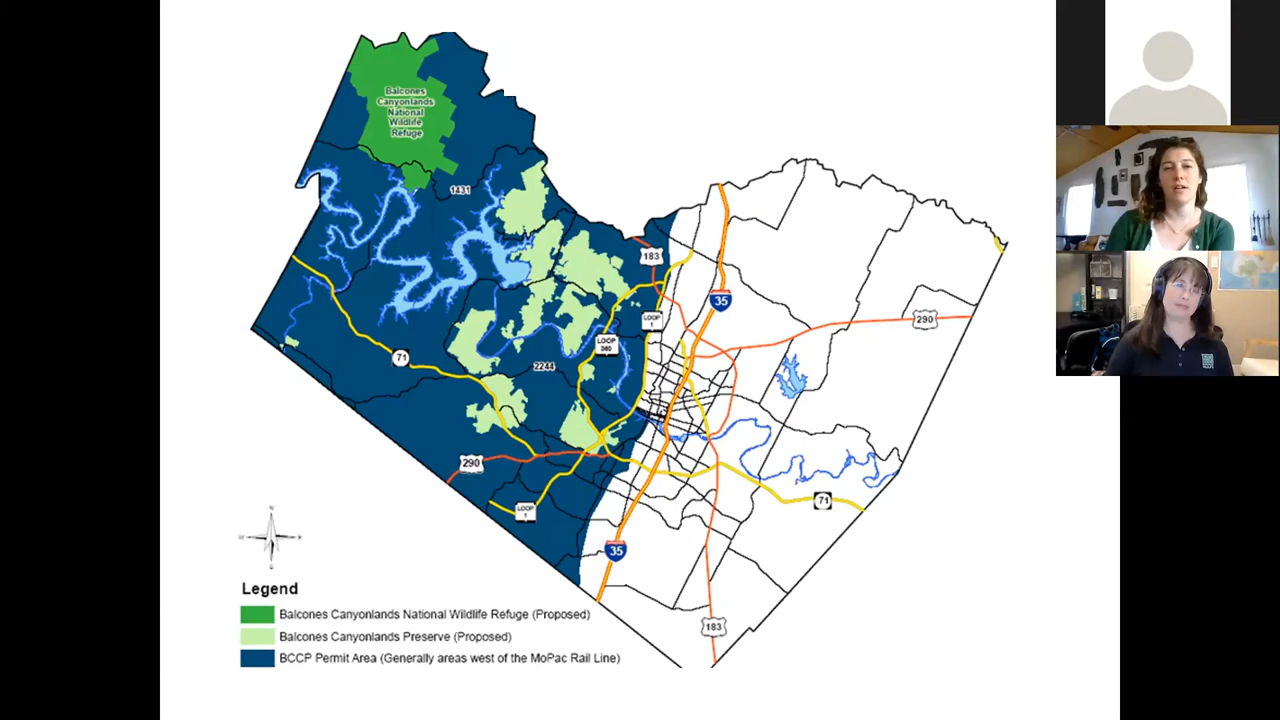 Balcones
Canyonlands
National
Wildlife
Refuge
1431
183
35
LOOP
1
290
LOOP
360
71
2244
290
71
LOOP
1
35
183
N
Legend
Balcones Canyonlands National Wildlife Refuge (Proposed)
Balcones Canyonlands Preserve (Proposed)
BCCP Permit Area (Generally areas west of the MoPac Rail Line)